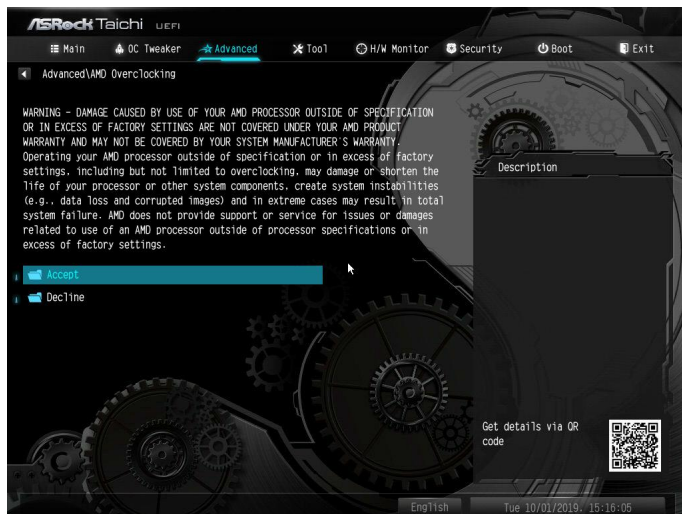 ASRock Taichi UEFI
Main OC Tweaker Advanced Tool H/W Monitor Security Boot Exit
Advanced\AMD Overclocking
WARNING - DAMAGE CAUSED BY USE OF YOUR AMD PROCESSOR OUTSIDE OF SPECIFICATION
OR IN EXCESS OF FACTORY SETTINGS ARE NOT COVERED UNDER YOUR AMD PRODUCT
WARRANTY AND MAY NOT BE COVERED BY YOUR SYSTEM MANUFACTURER'S WARRANTY.
Operating your AMD processor outside of specification or in excess of factory
settings, including but not limited to overclocking, may damage or shorten the
life of your processor or other system components, create system instabilities
(e.g., data loss and corrupted images) and in extreme cases may result in total
system failure. AMD does not provide support or service for issues or damages
related to use of an AMD processor outside of processor specifications or in
excess of factory settings.
Accept
Decline
Description
Get details via QR
code
English
Tue 10/01/2019. 15:16:05